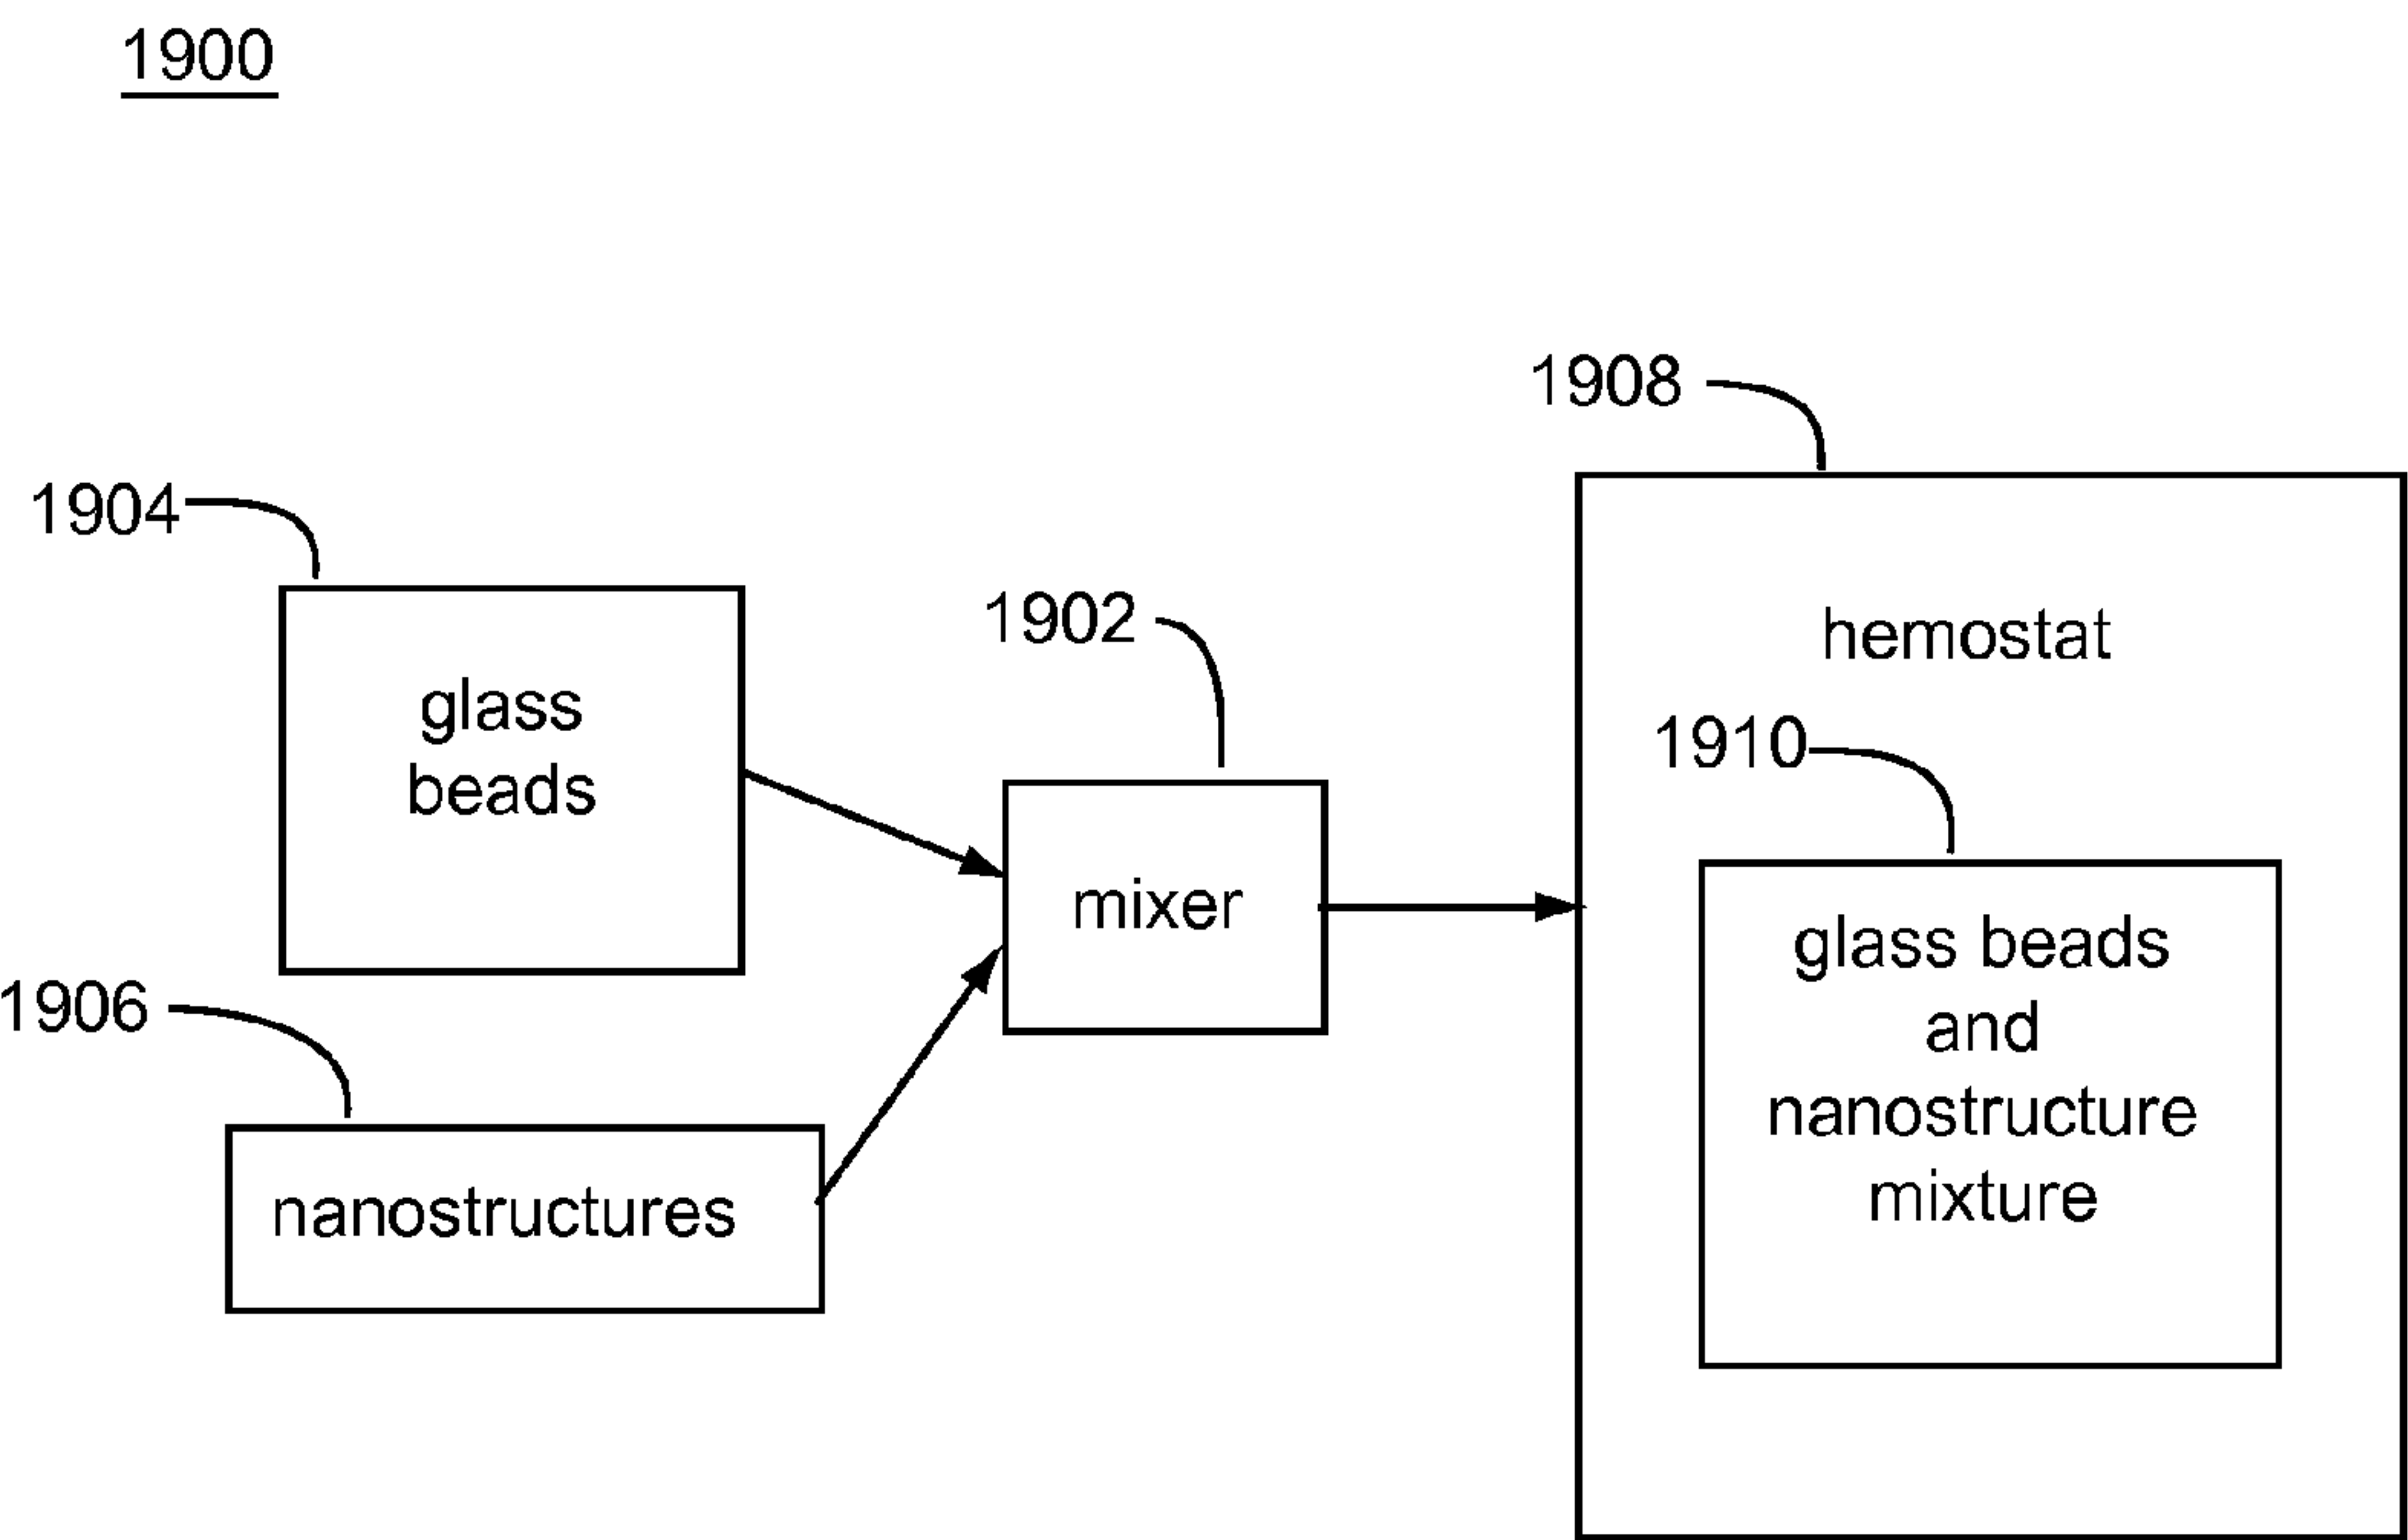 1900
1908
1904
1902
hemostat
glass
beads
1910
mixer
glass beads
and
nanostructure
mixture
1906
nanostructures